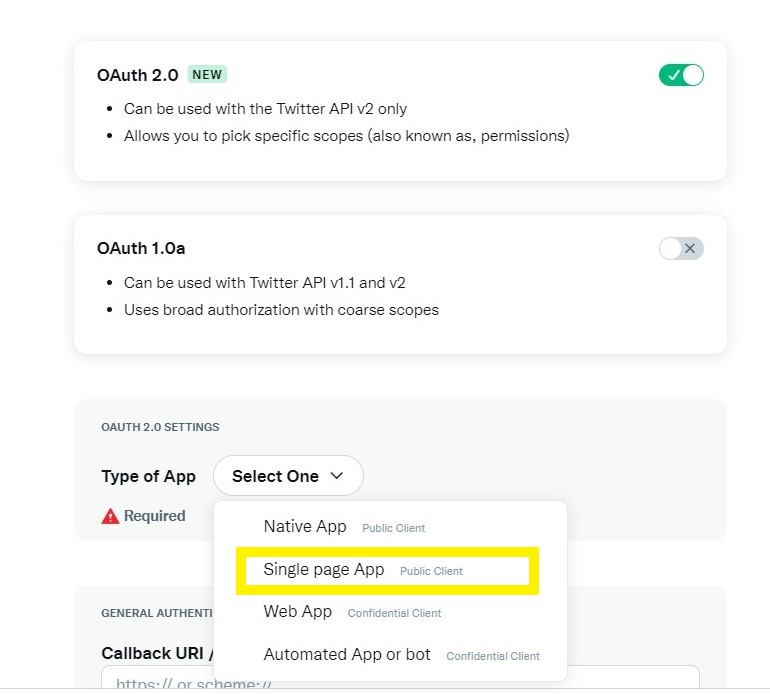 OAuth 2.0 NEW
Can be used with the Twitter API v2 only
Allows you to pick specific scopes (also known as, permissions)
OAuth 1.0a
Can be used with Twitter API v1.1 and v2
Uses broad authorization with coarse scopes
OAUTH 2.0 SETTINGS
Type of App Select One
Required
Native App Public Client
Single page App Public Client
Web App Confidential Client
Automated App or bot Confidential Client
GENERAL AUTHENTI
Callback URI /
https:// or scheme://